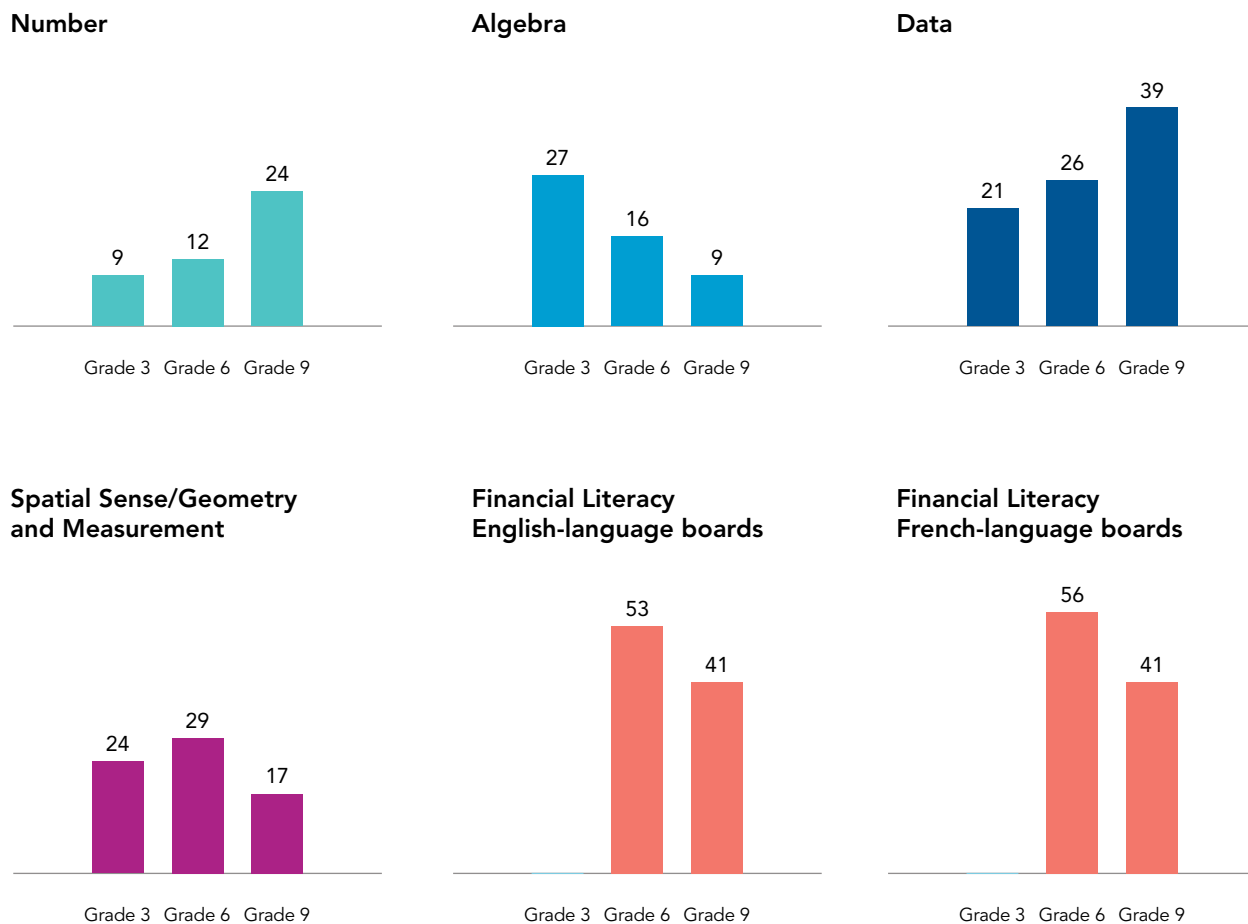 Number
24
12
9
Grade 3 Grade 6 Grade 9
Algebra
27
16
9
Grade 3 Grade 6 Grade 9
Data
39
26
21
Grade 3 Grade 6 Grade 9
Spatial Sense/Geometry
and Measurement
29
24
17
Grade 3 Grade 6 Grade 9
Financial Literacy
English-language boards
53
41
Grade 3 Grade 6 Grade 9
Financial Literacy
French-language boards
56
41
Grade 3 Grade 6 Grade 9